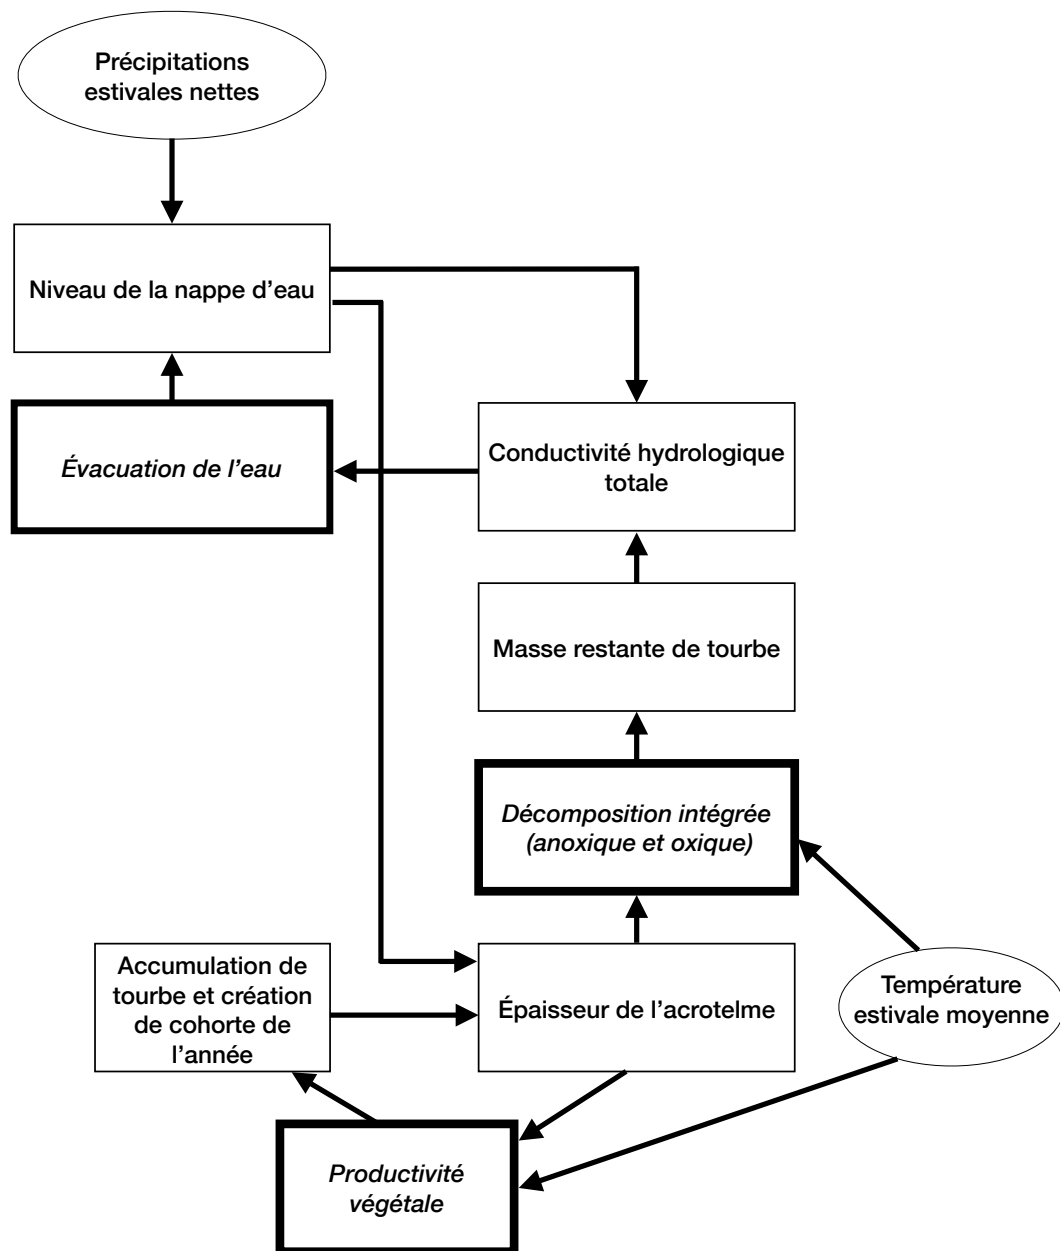 Précipitations
estivales nettes
Niveau de la nappe d'eau
Évacuation de l'eau
Conductivité hydrologique
totale
Masse restante de tourbe
Décomposition intégrée
(anoxique et oxique)
Accumulation de
tourbe et création
de cohorte de
l'année
Épaisseur de l'acrotelme
Température
estivale moyenne
Productivité
végétale